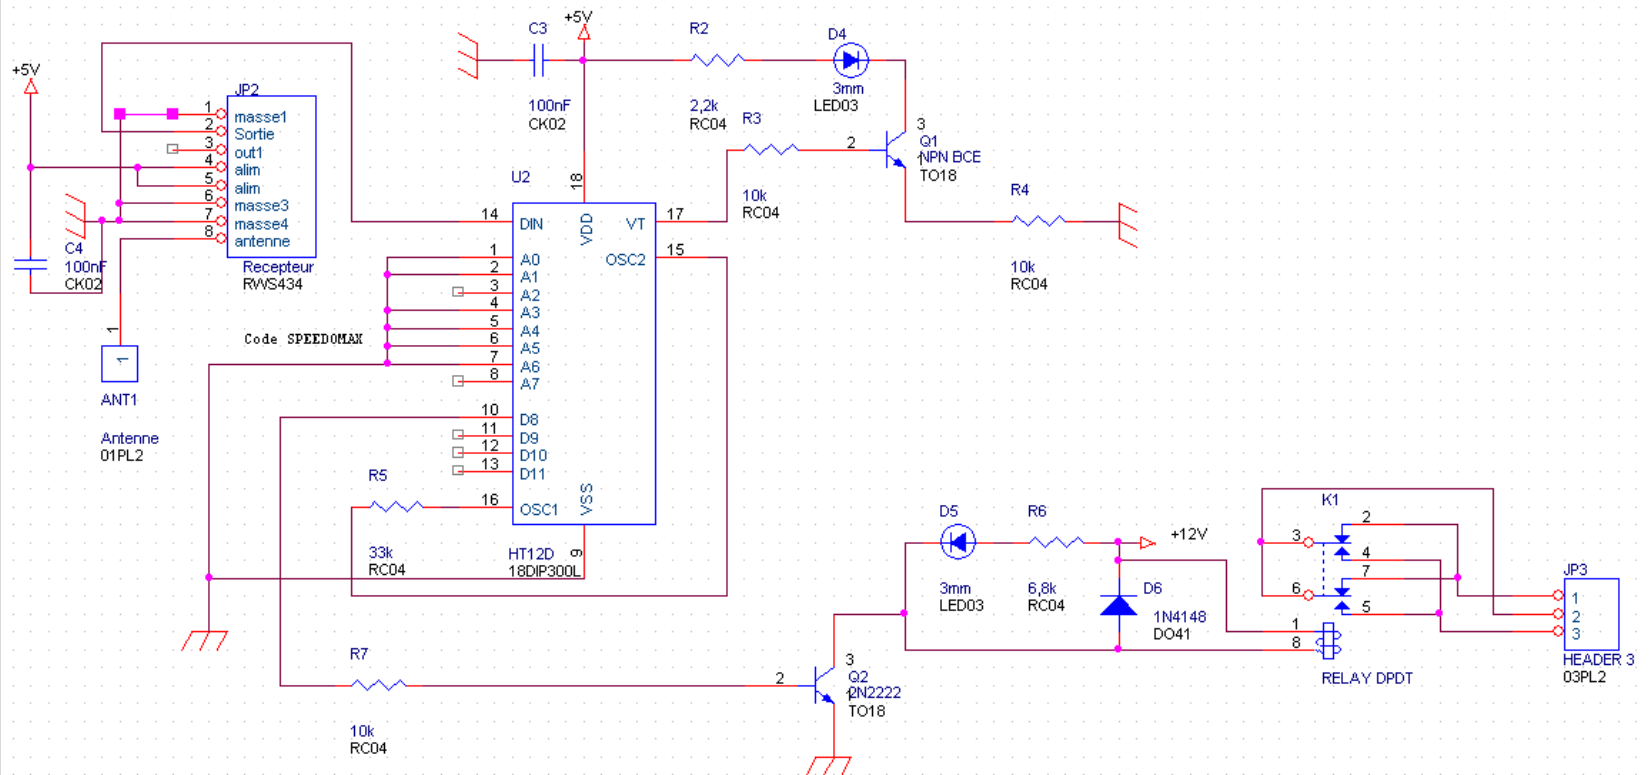 +5V
JP2
1
masse1
2
Sortie
3
out1
4
alim
5
alim
6
masse3
7
masse4
8
antenne
Recepteur
RWS434
C4
100nF
CK02
1
1
ANT1
Antenne
01PL2
Code SPEEDOMAX
C3
+5V
100nF
CK02
R2
2,2k
RC04
D4
3mm
LED03
R3
10k
RC04
2
3
Q1
1
NPN BCE
TO18
R4
10k
RC04
U2
18
VDD
14
DIN
VT
17
OSC2
15
1
A0
2
A1
3
A2
4
A3
5
A4
6
A5
7
A6
8
A7
10
D8
11
D9
12
D10
13
D11
16
OSC1
VSS
9
HT12D
18DIP300L
R5
33k
RC04
R7
10k
RC04
2
3
Q2
1
2N2222
TO18
D5
3mm
LED03
R6
6,8k
RC04
+12V
D6
1N4148
DO41
K1
2
3
4
7
6
5
1
8
RELAY DPDT
JP3
1
2
3
HEADER 3
03PL2